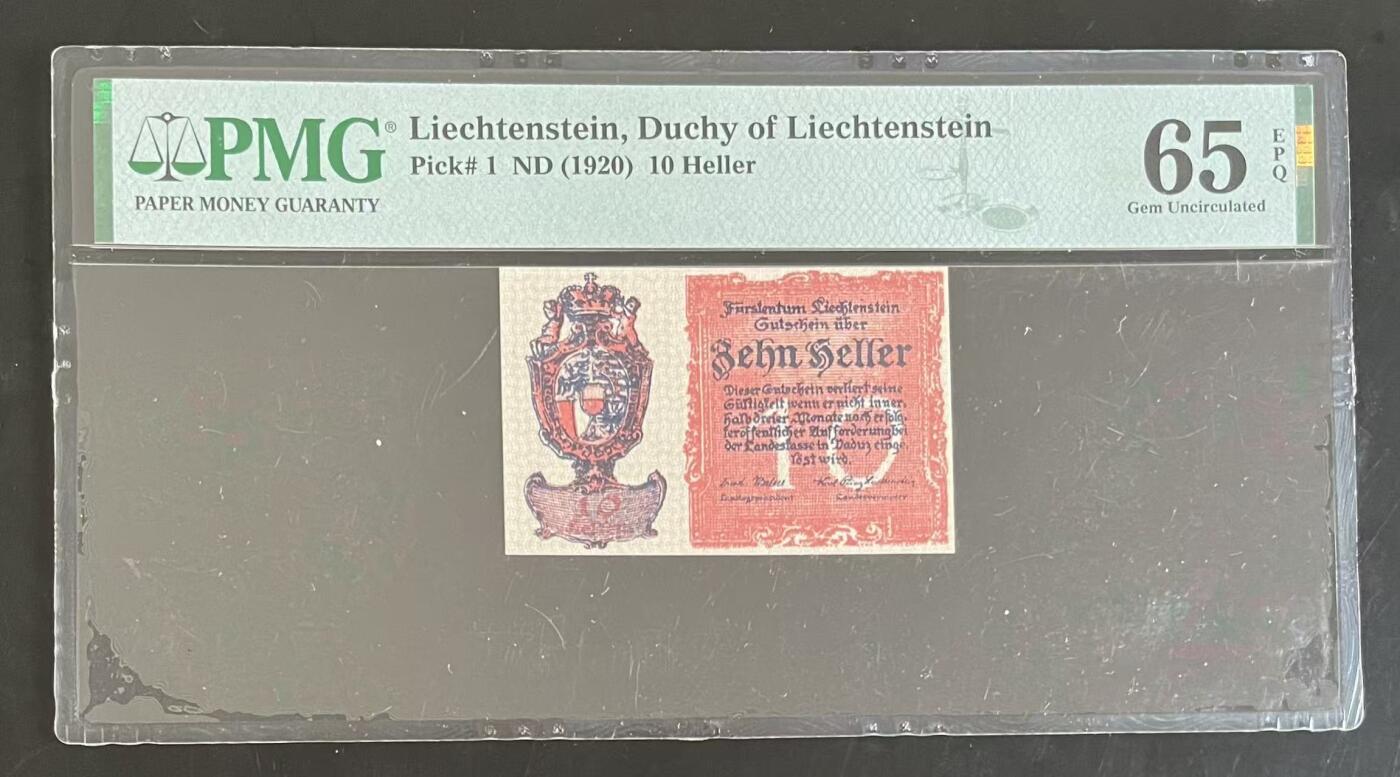 PMG®
PAPER MONEY GUARANTY
Liechtenstein, Duchy of Liechtenstein
Pick# 1 ND (1920) 10 Heller
65
EPQ
Gem Uncirculated
Fürstentum Liechtenstein
Gutschein über
Zehn Heller
Dieser Gutschein verliert seine
Gültigkeit wenn er nicht inner,
halb dreier Monate nach erfolg,
ter öffentlicher Aufforderung bei
der Landeskasse in Vaduz einge,
löst wird.
10
Landesverweser
10